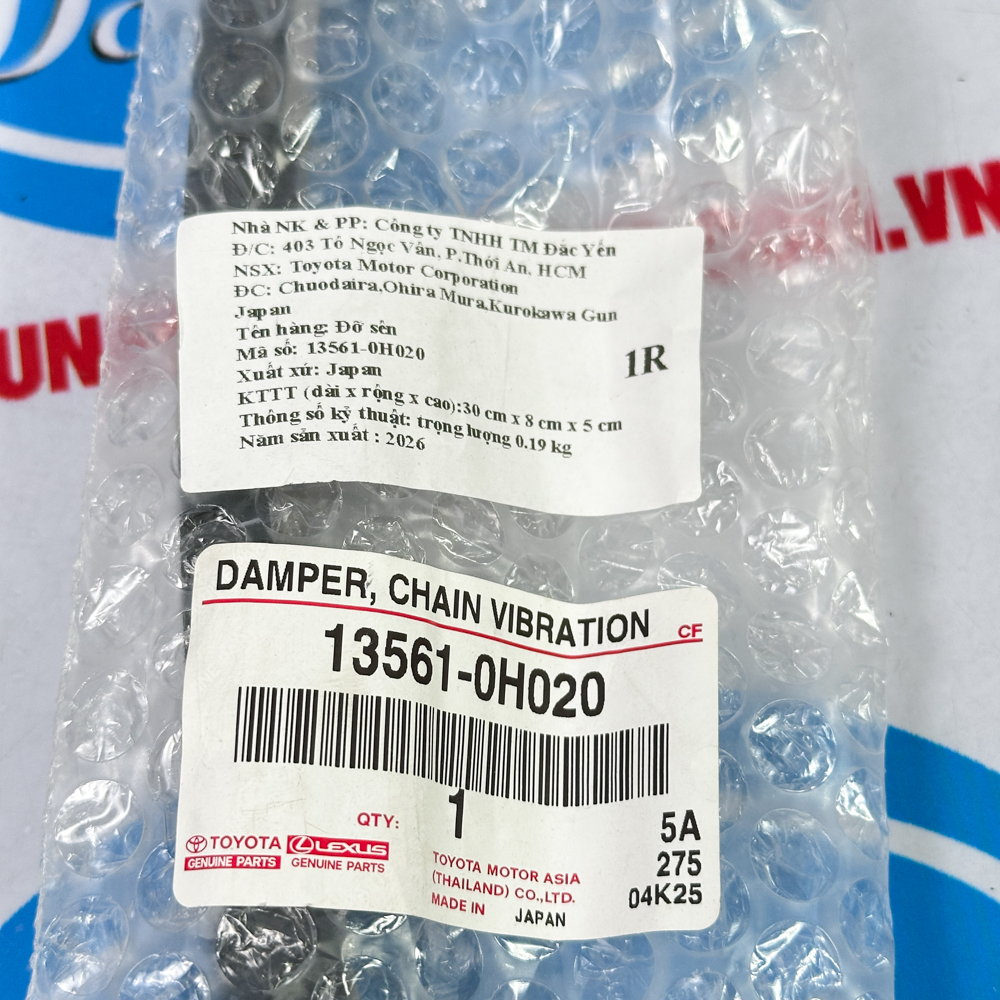 .VN
UN
Nhà NK & PP: Công ty TNHH TM Đắc Yến
Đ/C: 403 Tô Ngọc Vân, P.Thới An, HCM
NSX: Toyota Motor Corporation
ĐC: Chuodaira,Ohira Mura,Kurokawa Gun
Japan
Tên hàng: Đỡ sên
Mã số: 13561-0H020
Xuất xứ: Japan
1R
KTTT (dài x rộng x cao):30 cm x 8 cm x 5 cm
Thông số kỹ thuật: trọng lượng 0.19 kg
Năm sản xuất : 2026
DAMPER, CHAIN VIBRATION CF
13561-0H020
QTY: 1
5A
TOYOTA LEXUS
GENUINE PARTS GENUINE PARTS
275
TOYOTA MOTOR ASIA
(THAILAND) CO.,LTD.
04K25
MADE IN JAPAN